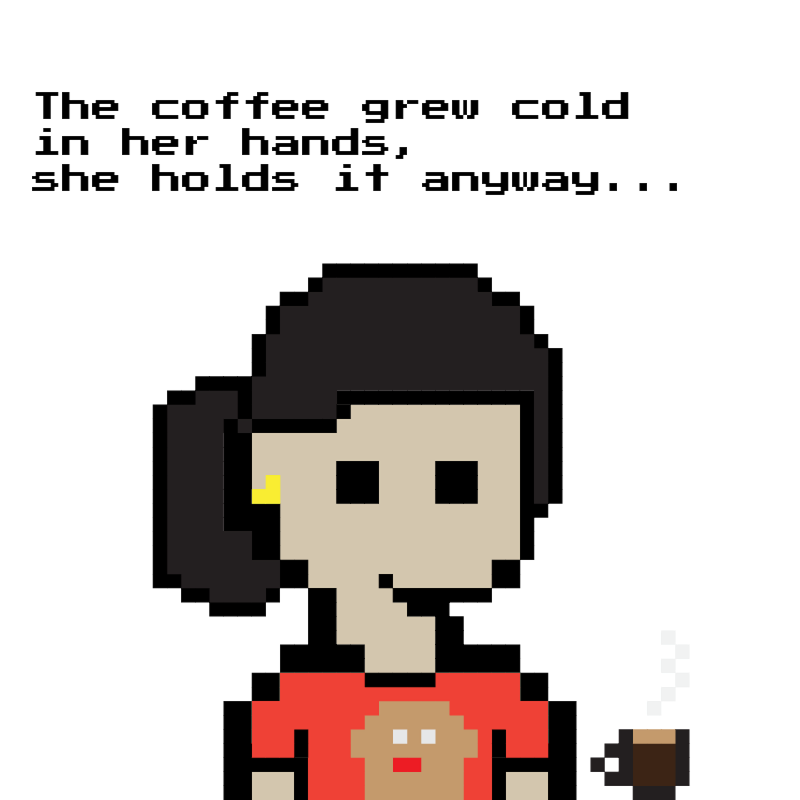 The coffee grew cold
in her hands,
she holds it anyway...